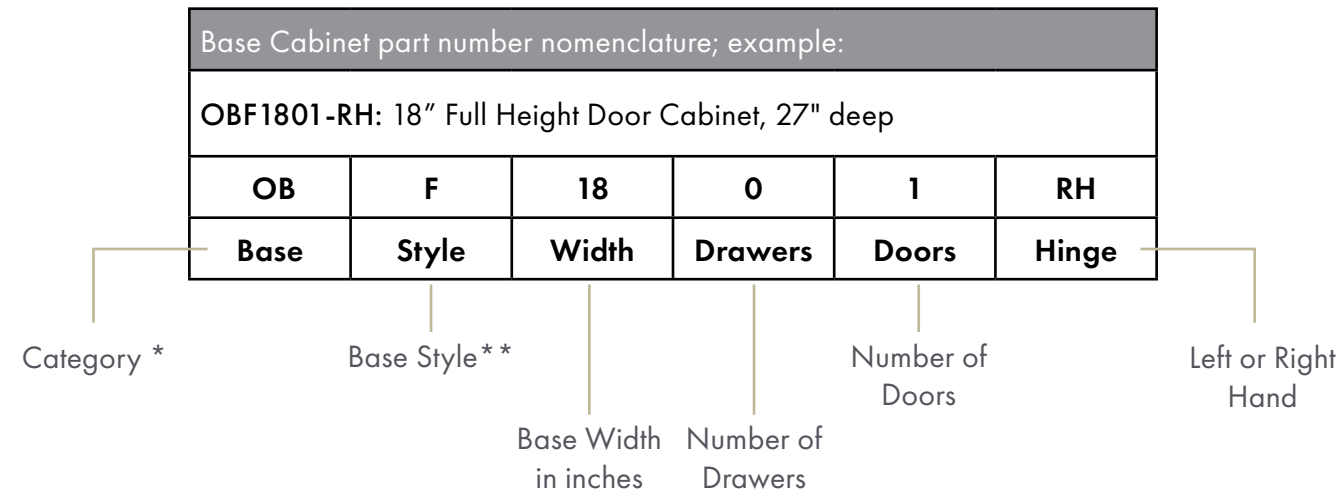 Base Cabinet part number nomenclature; example:
OBF1801-RH: 18” Full Height Door Cabinet, 27" deep
OB F 18 0 1 RH
Base Style Width Drawers Doors Hinge
Category *
Base Style**
Number of
Doors
Left or Right
Hand
Base Width
in inches
Number of
Drawers